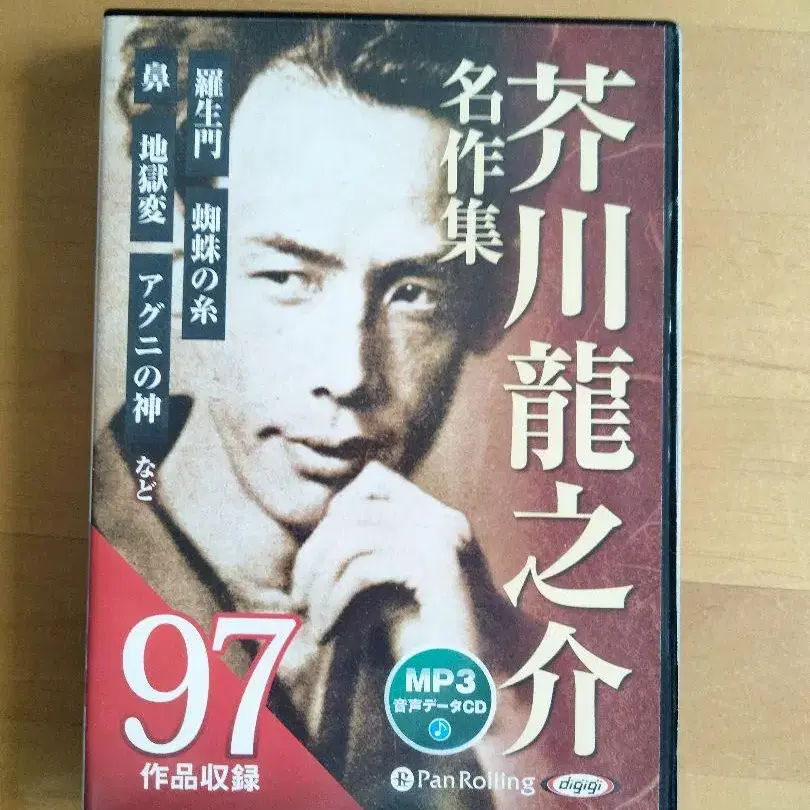 芥川龍之介
名作集
羅生門
蜘蛛の糸
鼻
地獄変
アグニの神
など
97
作品収録
MP3
音声データCD
PanRolling
digigi